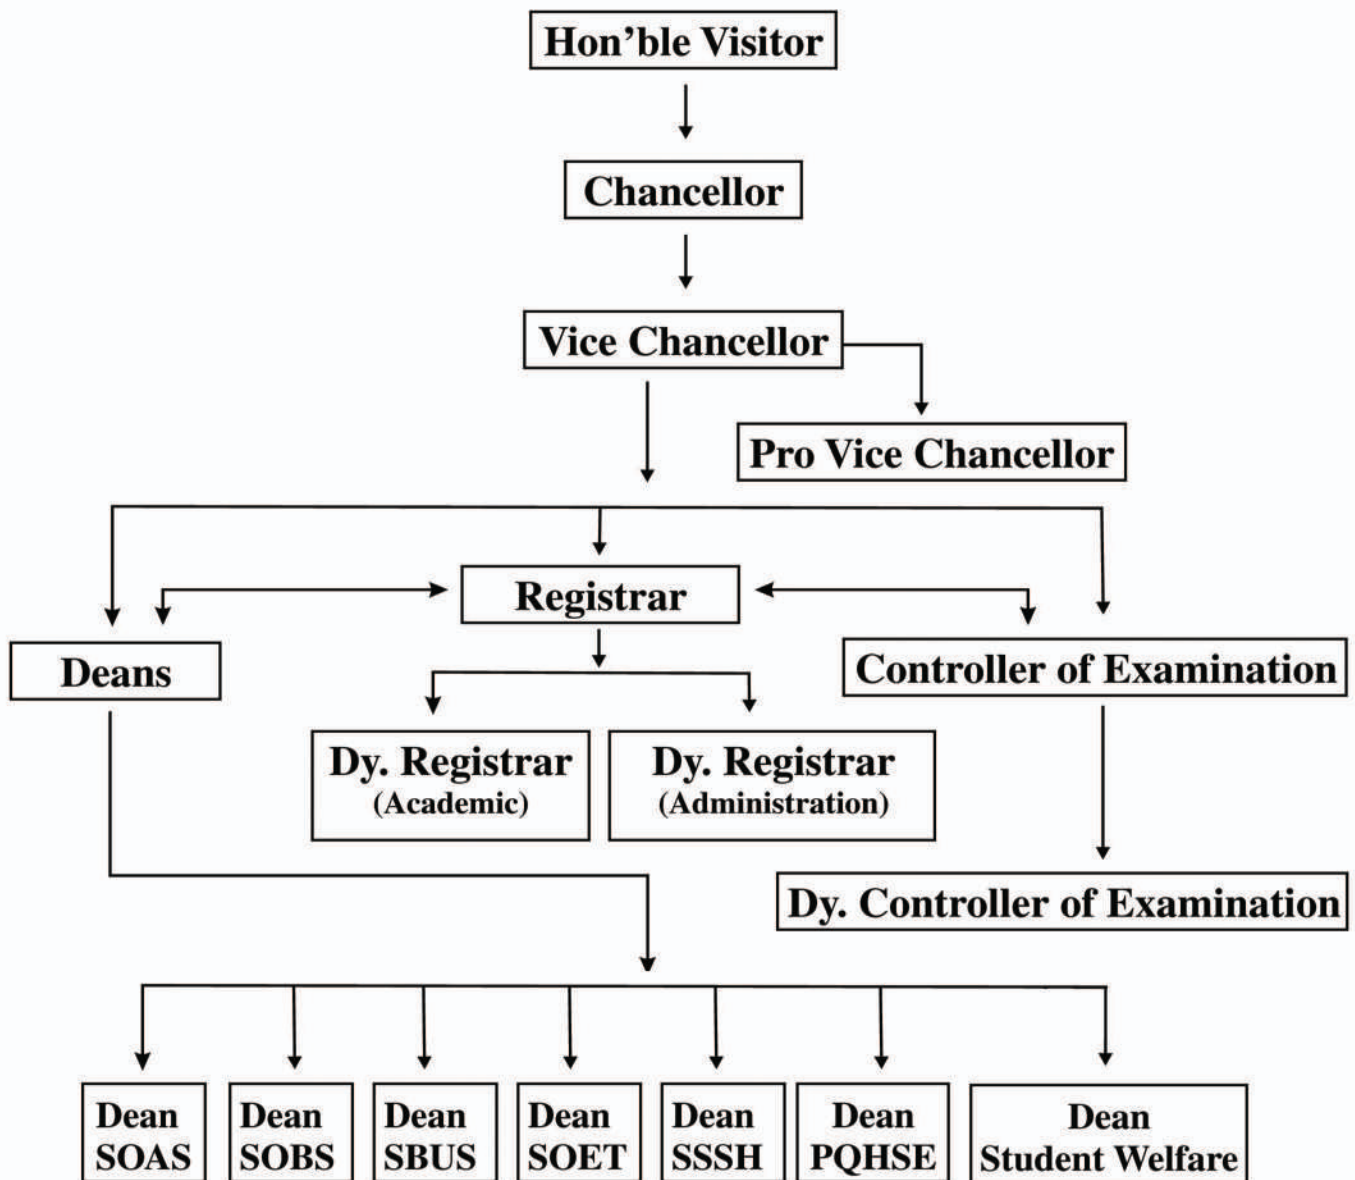 Hon’ble Visitor
Chancellor
Vice Chancellor
Pro Vice Chancellor
Registrar
Deans
Controller of Examination
Dy. Registrar
(Academic)
Dy. Registrar
(Administration)
Dy. Controller of Examination
Dean
SOAS
Dean
SOBS
Dean
SBUS
Dean
SOET
Dean
SSSH
Dean
PQHSE
Dean
Student Welfare